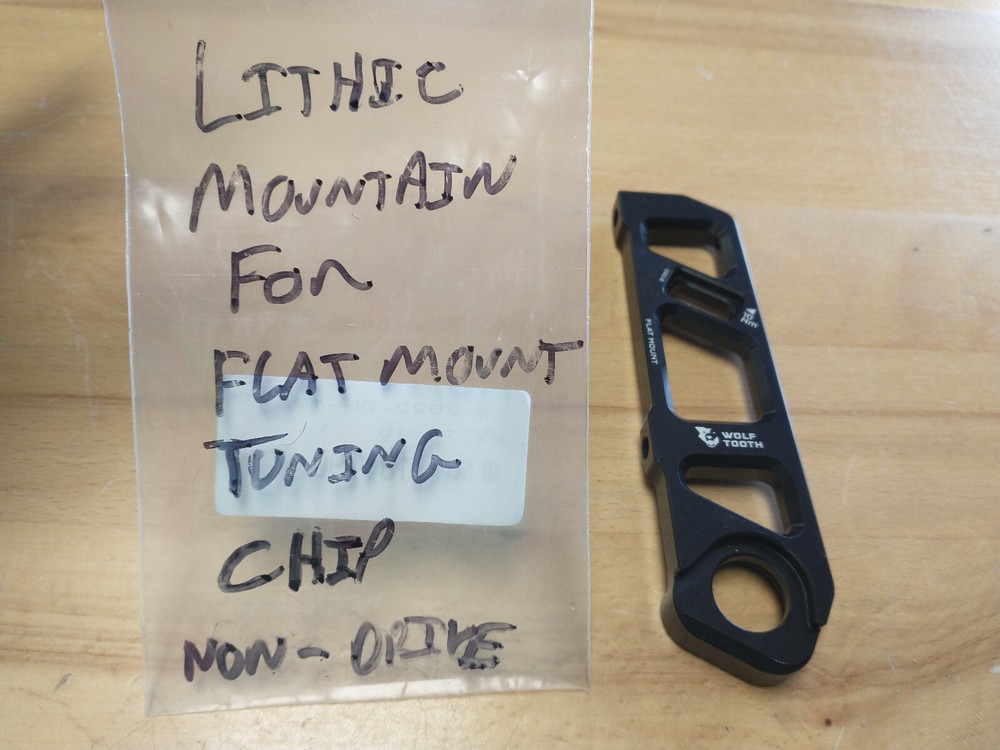 LITHIC
MOUNTAIN
FOR
FLAT MOUNT
TUNING
CHIP
NON-DRIVE
FLAT MOUNT
WOLF
TOOTH